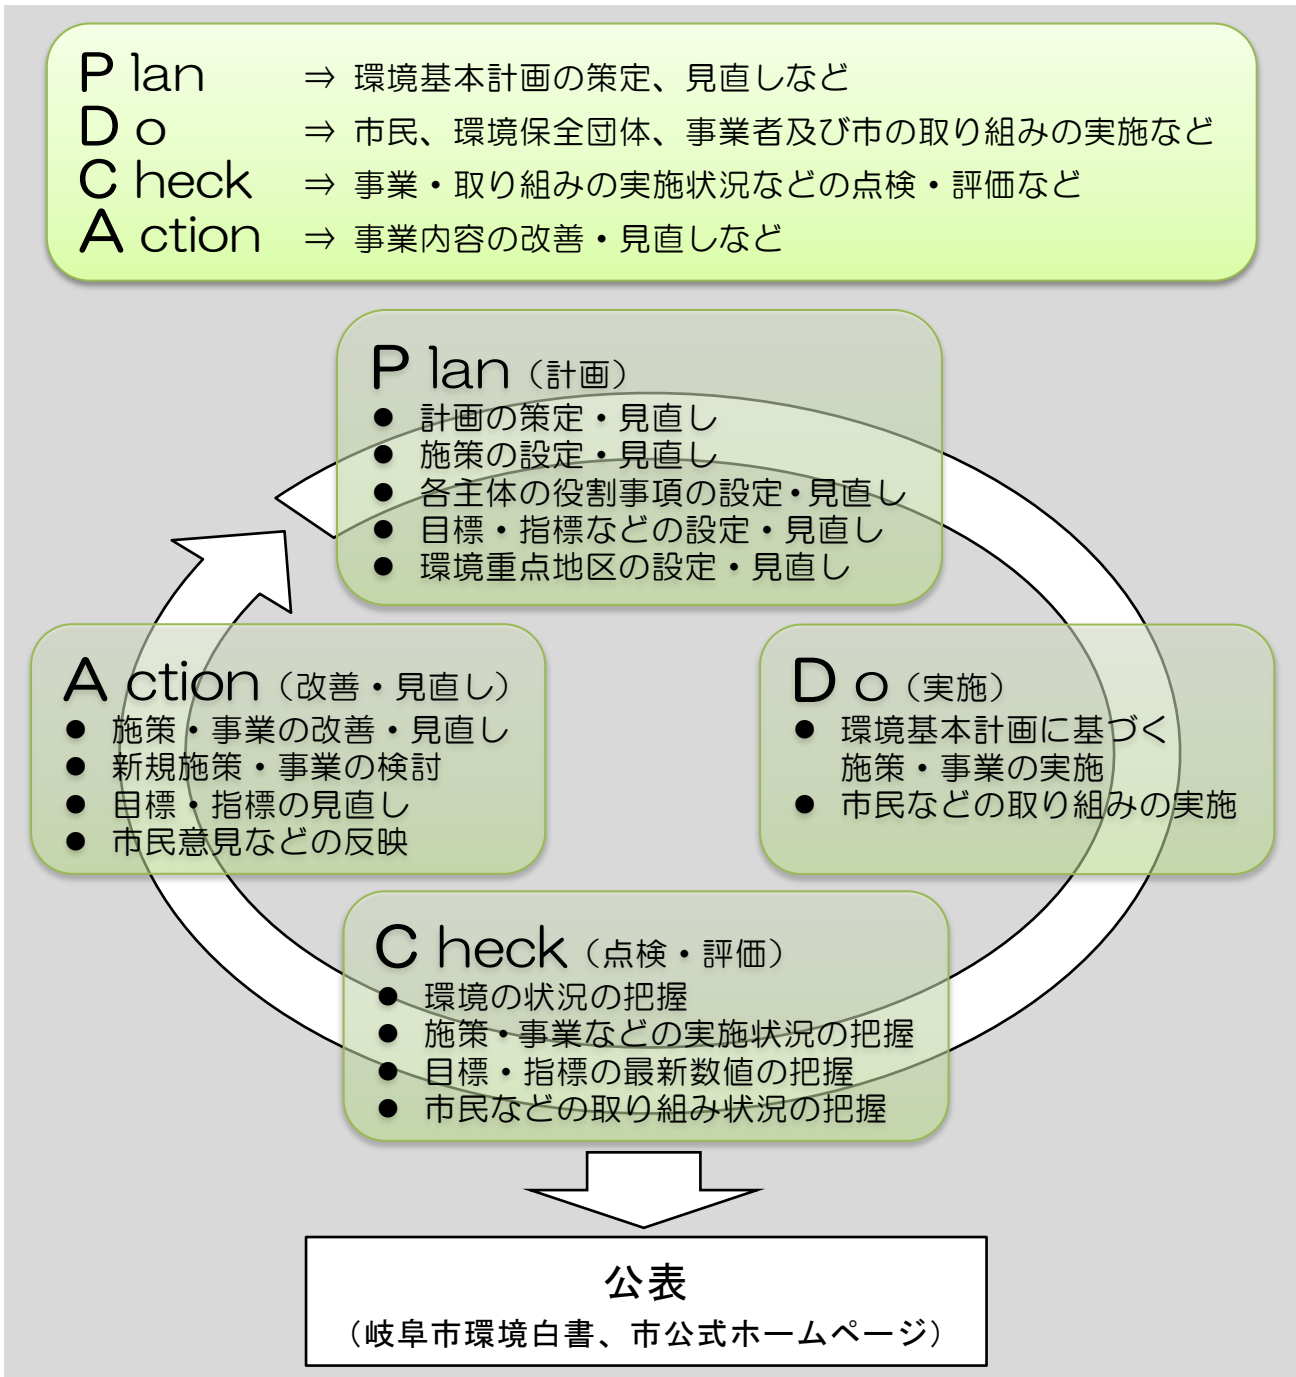 Plan ⇒ 環境基本計画の策定、見直しなど
Do ⇒ 市民、環境保全団体、事業者及び市の取り組みの実施など
Check ⇒ 事業・取り組みの実施状況などの点検・評価など
Action ⇒ 事業内容の改善・見直しなど
Plan（計画）
● 計画の策定・見直し
● 施策の設定・見直し
● 各主体の役割事項の設定・見直し
● 目標・指標などの設定・見直し
● 環境重点地区の設定・見直し
Action（改善・見直し）
● 施策・事業の改善・見直し
● 新規施策・事業の検討
● 目標・指標の見直し
● 市民意見などの反映
Do（実施）
● 環境基本計画に基づく
施策・事業の実施
● 市民などの取り組みの実施
Check（点検・評価）
● 環境の状況の把握
● 施策・事業などの実施状況の把握
● 目標・指標の最新数値の把握
● 市民などの取り組み状況の把握
公表
（岐阜市環境白書、市公式ホームページ）